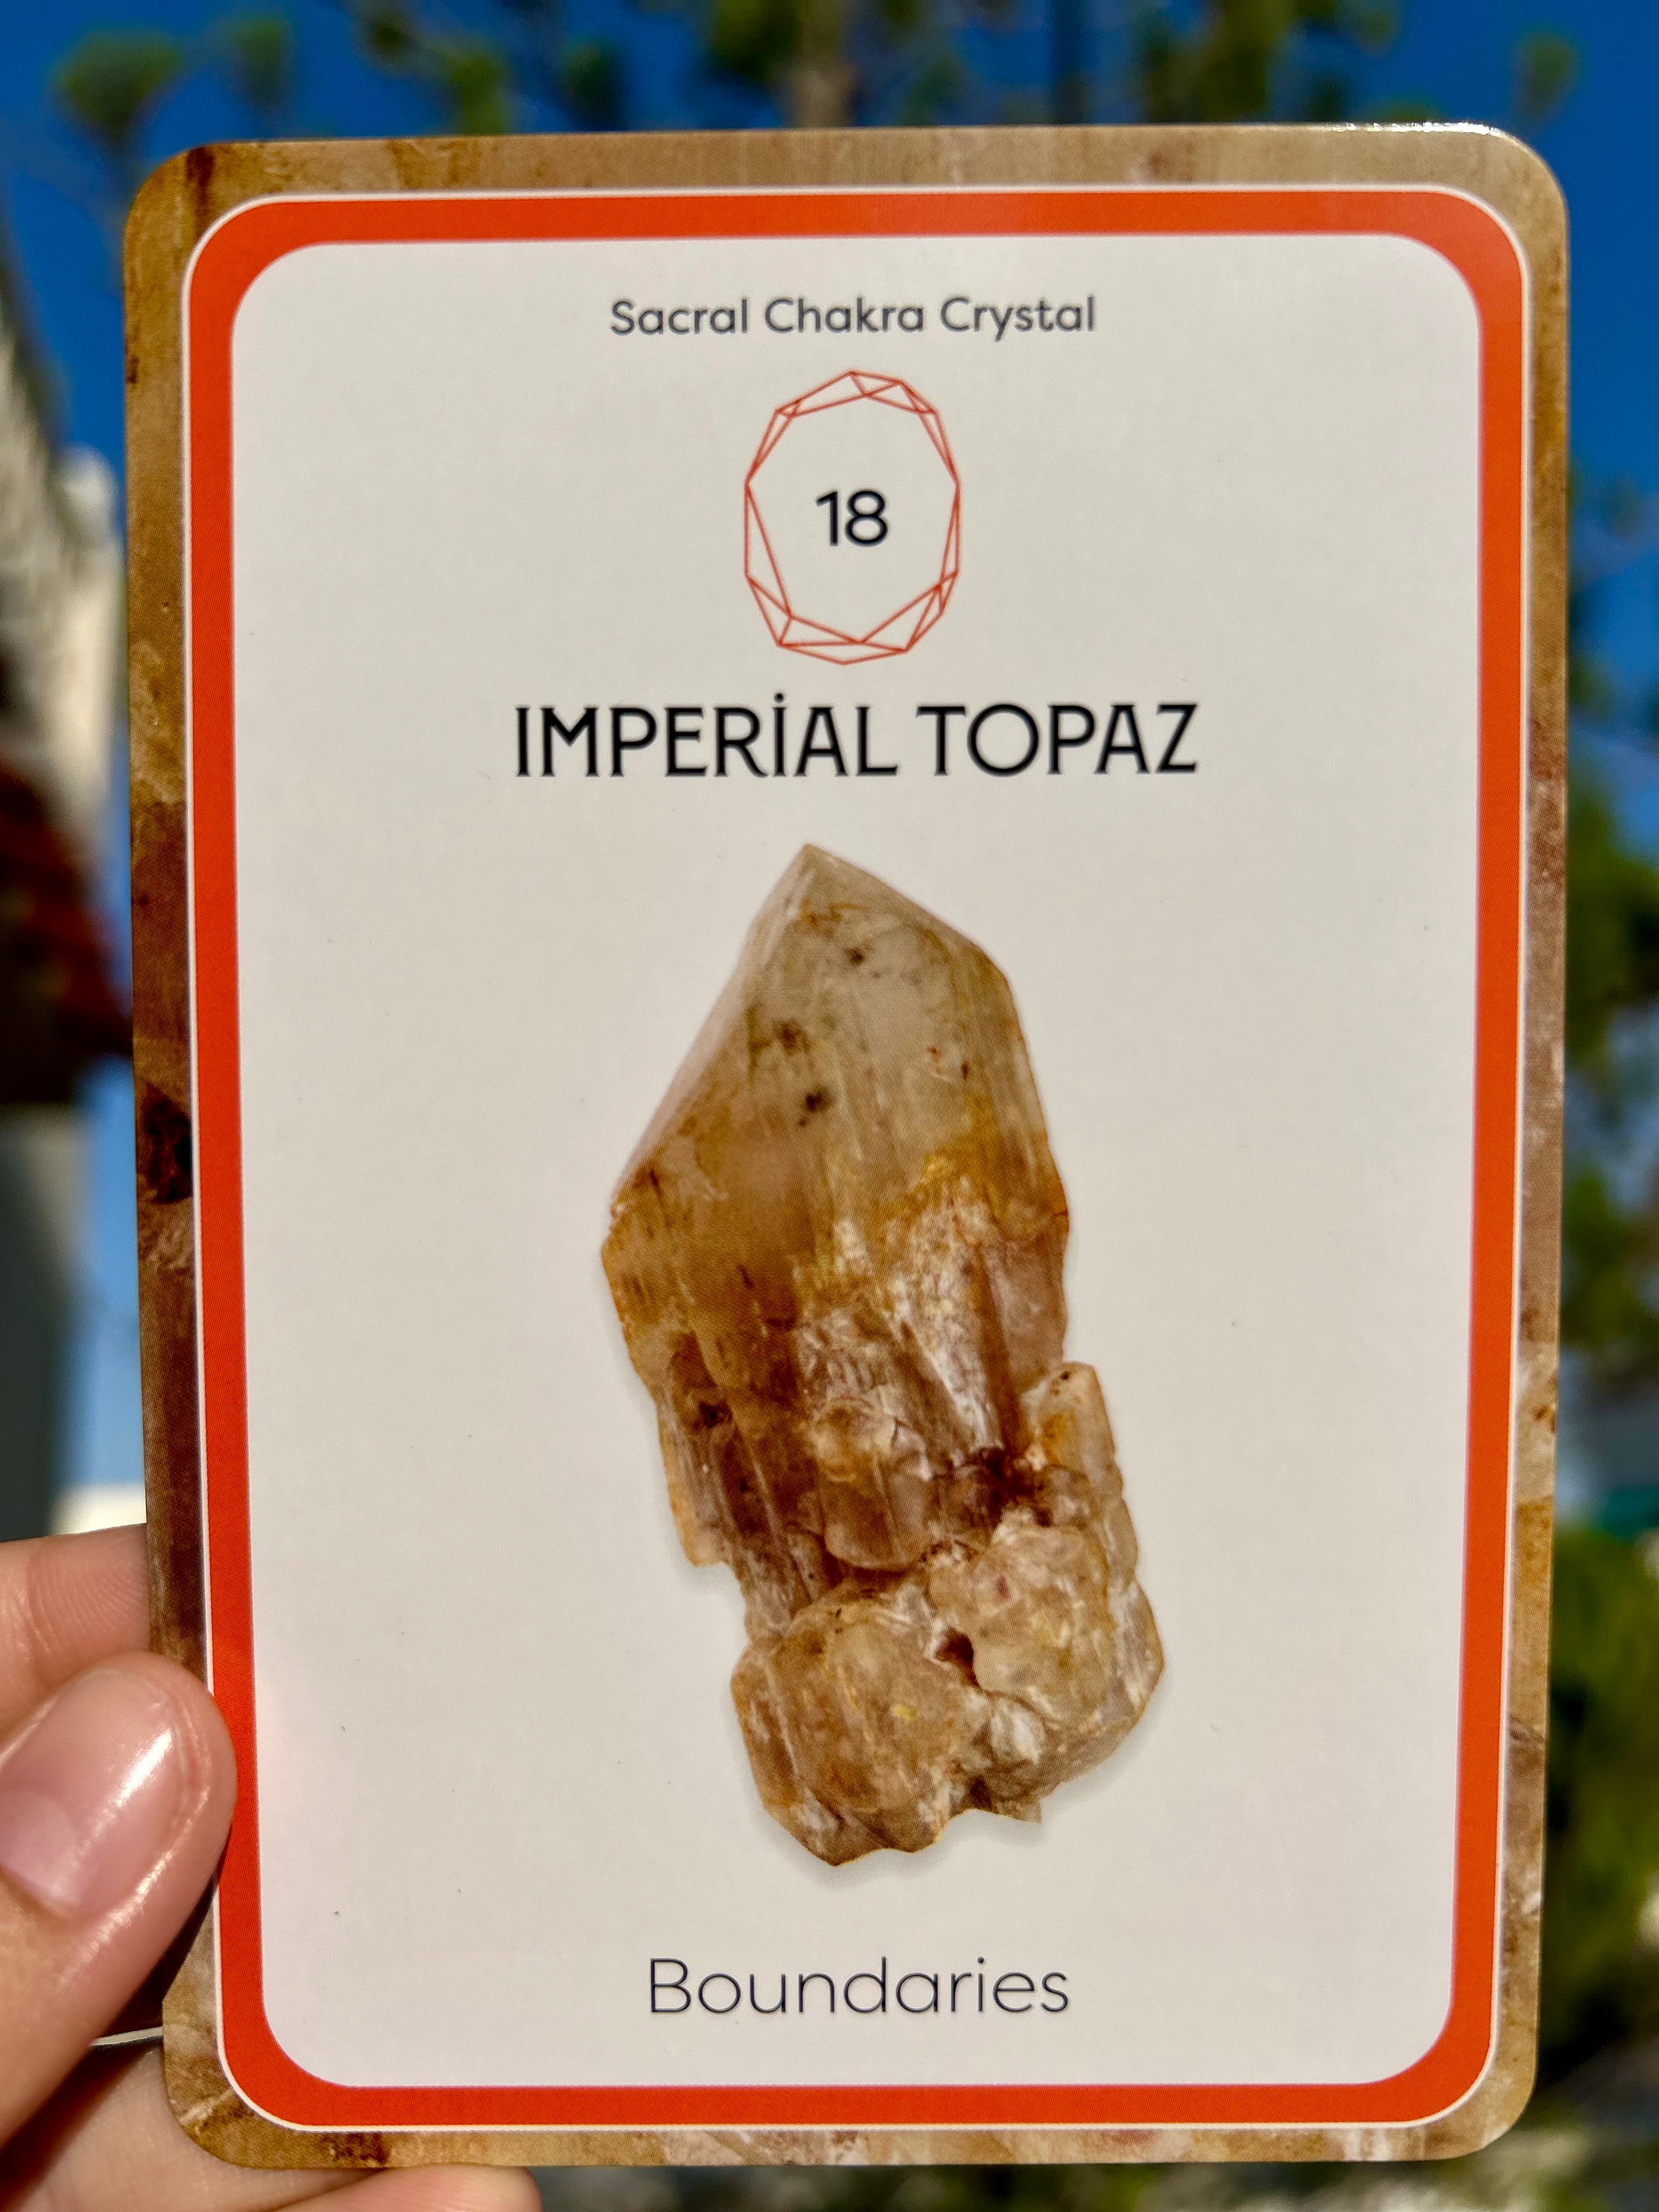 Sacral Chakra Crystal
18
IMPERİAL TOPAZ
Boundaries